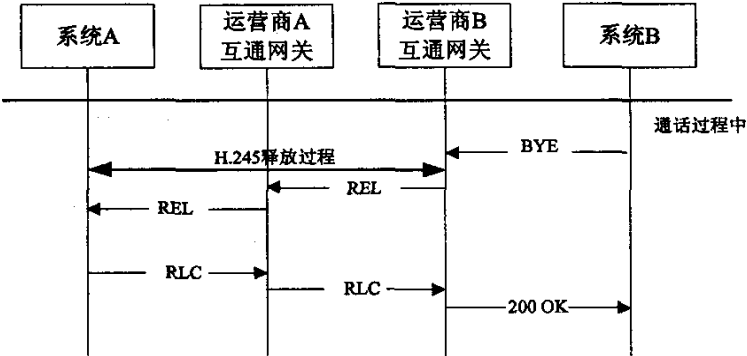 系统A
运营商A
互通网关
运营商B
互通网关
系统B
通话过程中
BYE
H.245释放过程
REL
REL
RLC
RLC
200 OK